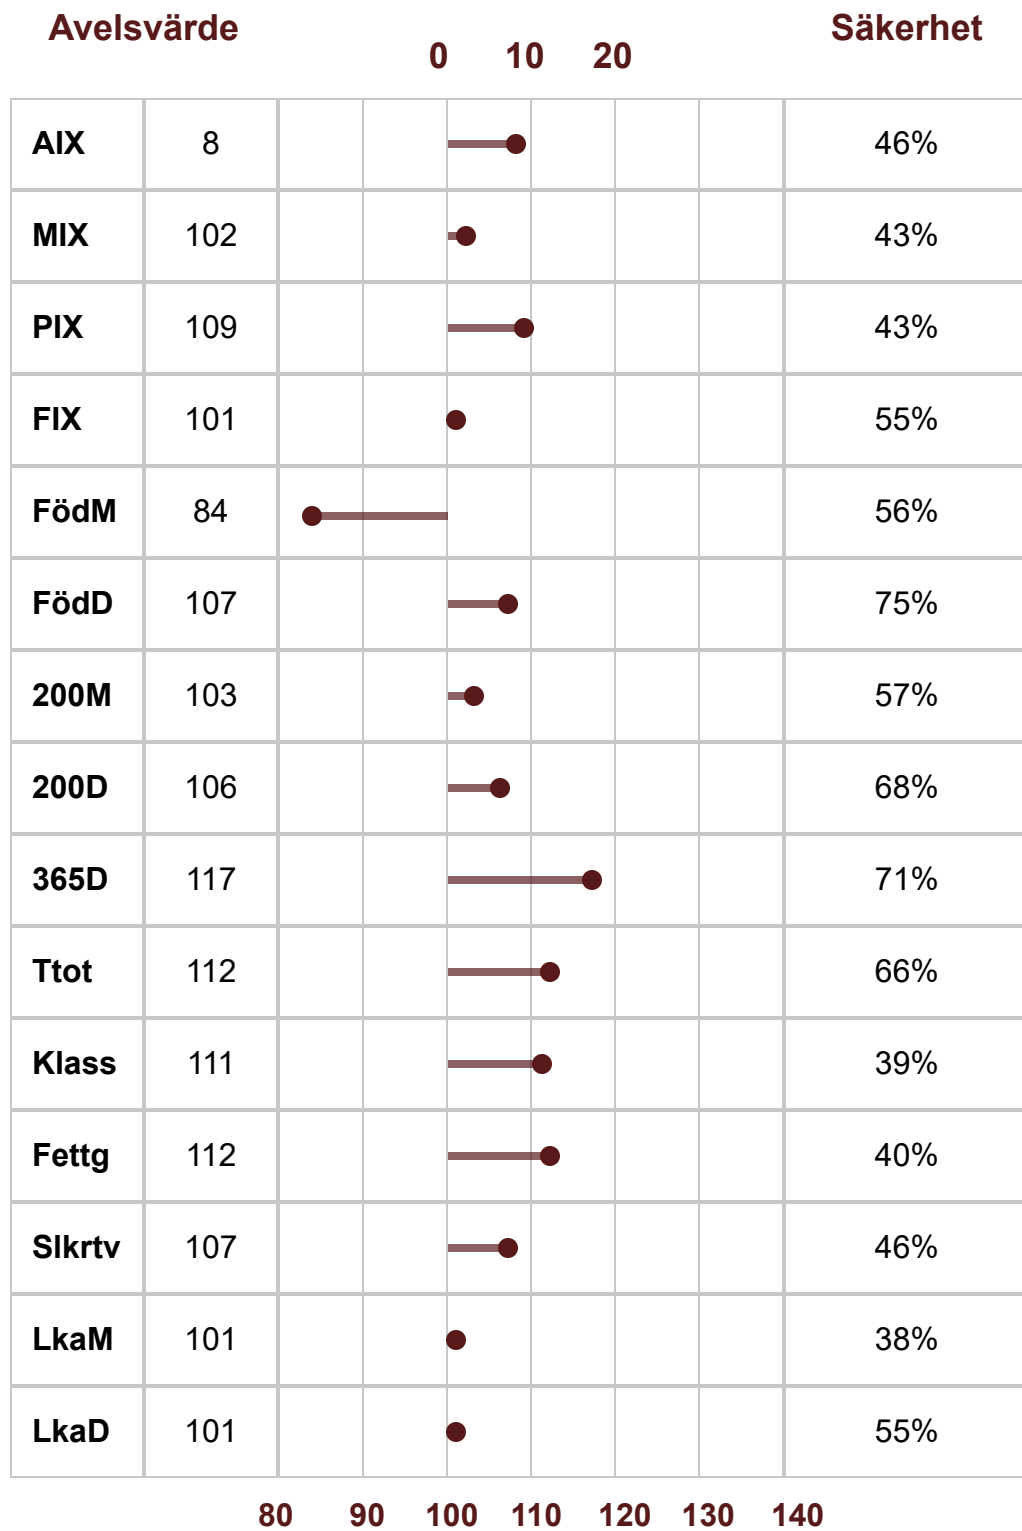 Avelsvärde 0 10 20 Säkerhet
AIX 8 46%
MIX 102 43%
PIX 109 43%
FIX 101 55%
FödM 84 56%
FödD 107 75%
200M 103 57%
200D 106 68%
365D 117 71%
Ttot 112 66%
Klass 111 39%
Fettg 112 40%
Slkrtv 107 46%
LkaM 101 38%
LkaD 101 55%
80 90 100 110 120 130 140